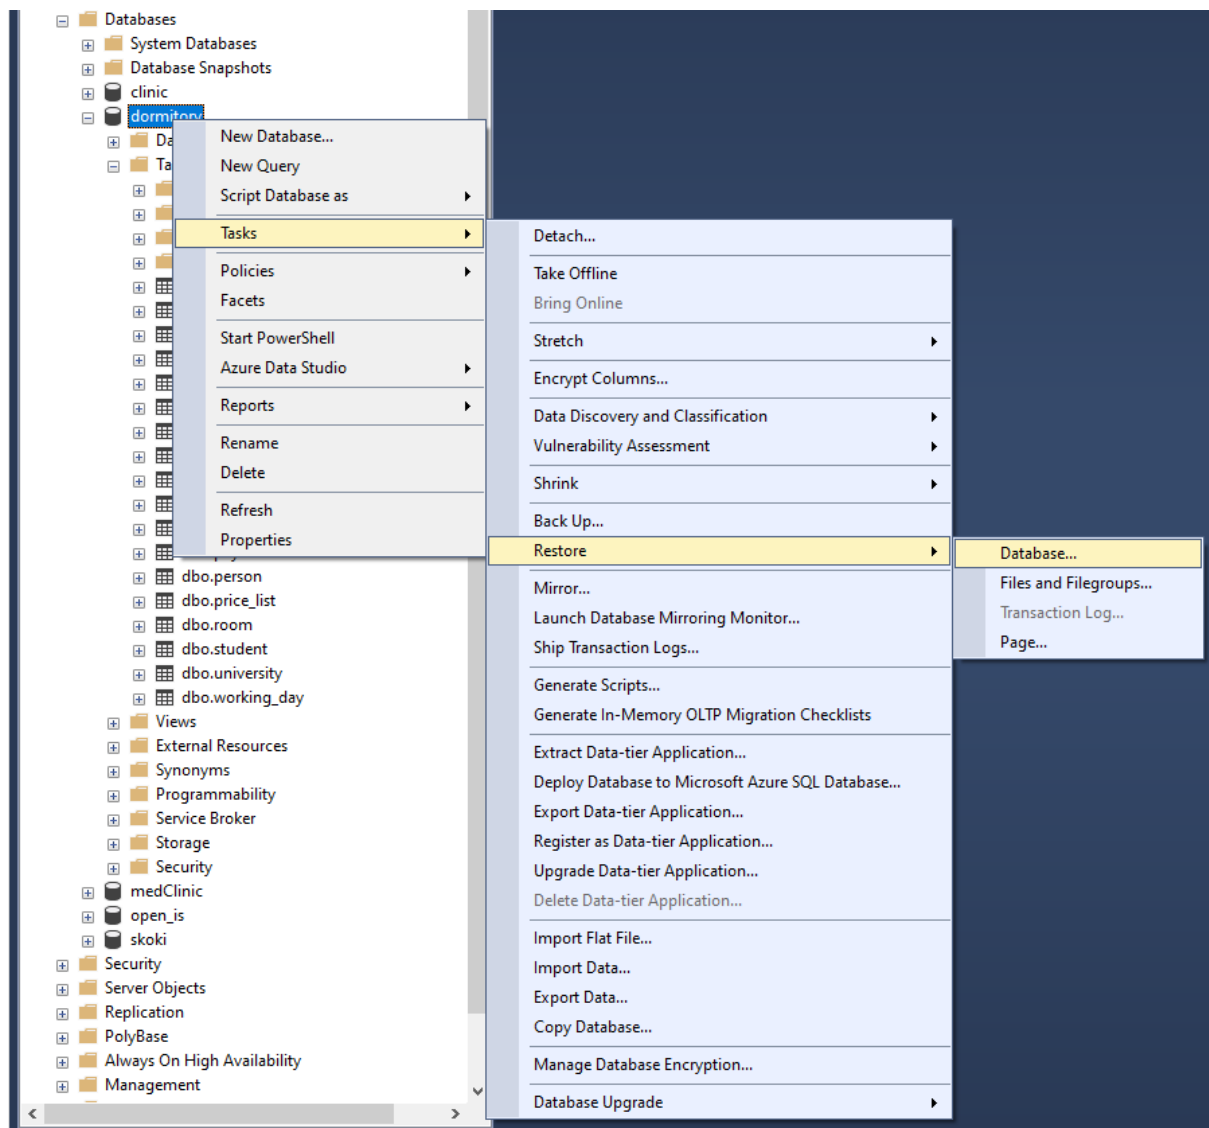 Databases
System Databases
Database Snapshots
clinic
dormitory
Da
Ta
dbo.person
dbo.price_list
dbo.room
dbo.student
dbo.university
dbo.working_day
Views
External Resources
Synonyms
Programmability
Service Broker
Storage
Security
medClinic
open_is
skoki
Security
Server Objects
Replication
PolyBase
Always On High Availability
Management
New Database...
New Query
Script Database as
Tasks
Policies
Facets
Start PowerShell
Azure Data Studio
Reports
Rename
Delete
Refresh
Properties
Detach...
Take Offline
Bring Online
Stretch
Encrypt Columns...
Data Discovery and Classification
Vulnerability Assessment
Shrink
Back Up...
Restore
Mirror...
Launch Database Mirroring Monitor...
Ship Transaction Logs...
Generate Scripts...
Generate In-Memory OLTP Migration Checklists
Extract Data-tier Application...
Deploy Database to Microsoft Azure SQL Database...
Export Data-tier Application...
Register as Data-tier Application...
Upgrade Data-tier Application...
Delete Data-tier Application...
Import Flat File...
Import Data...
Export Data...
Copy Database...
Manage Database Encryption...
Database Upgrade
Database...
Files and Filegroups...
Transaction Log...
Page...